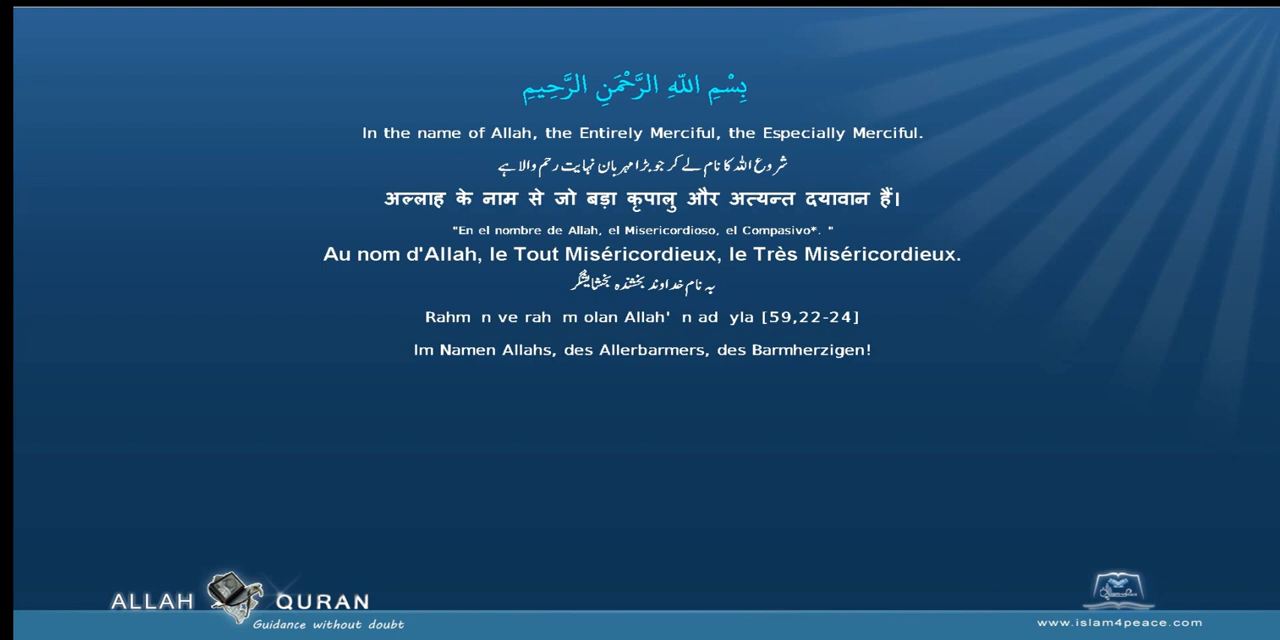 بِسْمِ اللّٰهِ الرَّحْمَنِ الرَّحِيمِ
In the name of Allah, the Entirely Merciful, the Especially Merciful.
شروع اللہ کا نام لے کر جو بڑا مہربان نہایت رحم والا ہے
अल्लाह के नाम से जो बड़ा कृपालु और अत्यन्त दयावान हैं।
"En el nombre de Allah, el Misericordioso, el Compasivo*. "
Au nom d'Allah, le Tout Miséricordieux, le Très Miséricordieux.
به نام خداوند بخشنده بخشایشگر
Rahm n ve rah m olan Allah' n ad yla [59,22-24]
Im Namen Allahs, des Allerbarmers, des Barmherzigen!
ALLAH QURAN
Guidance without doubt
www.islam4peace.com